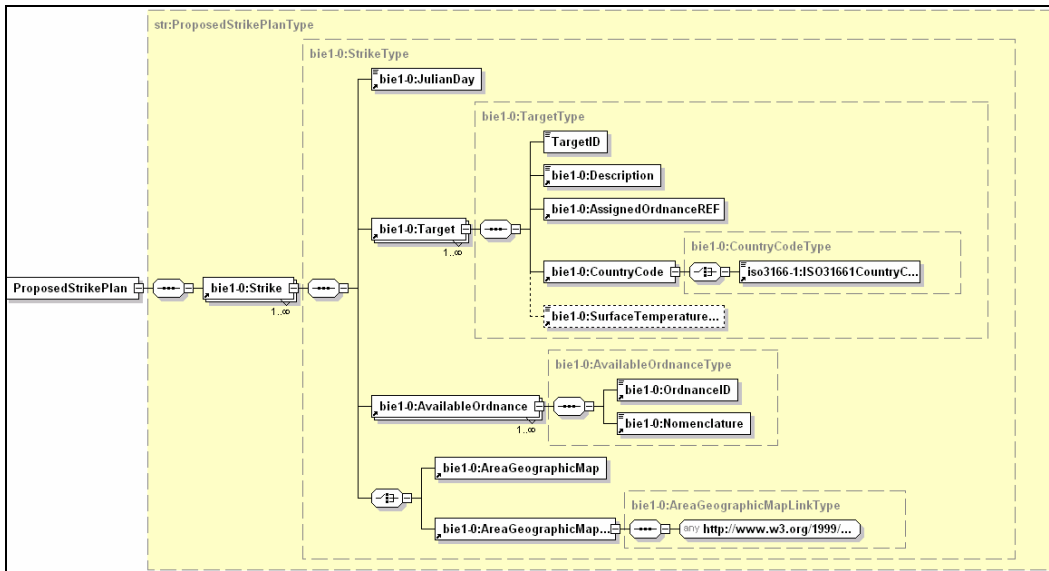 str:ProposedStrikePlanType
bie1-0:StrikeType
bie1-0:JulianDay
bie1-0:TargetType
TargetID
bie1-0:Description
bie1-0:AssignedOrdnanceREF
bie1-0:Target
1..∞
bie1-0:CountryCodeType
bie1-0:CountryCode
iso3166-1:ISO31661CountryC...
ProposedStrikePlan
bie1-0:Strike
1..∞
bie1-0:SurfaceTemperature...
bie1-0:AvailableOrdnanceType
bie1-0:OrdnanceID
bie1-0:AvailableOrdnance
1..∞
bie1-0:Nomenclature
bie1-0:AreaGeographicMap
bie1-0:AreaGeographicMapLinkType
bie1-0:AreaGeographicMap...
any http://www.w3.org/1999/...